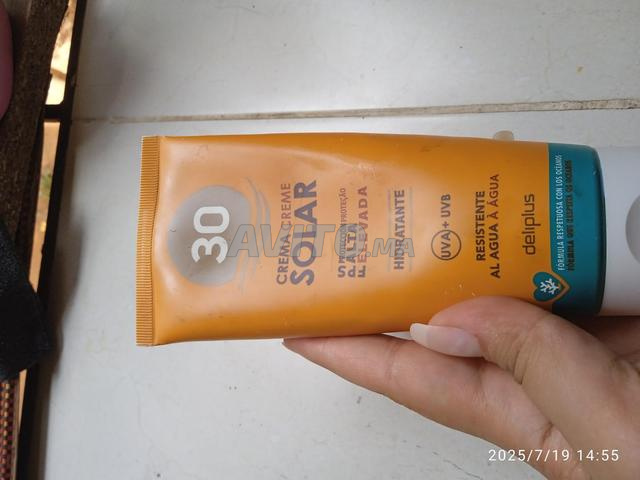 30
CREMA CREME
SOLAR
SPF
PROTECCIÓN PROTEÇÃO
ALTA
ELEVADA
HIDRATANTE
UVA + UVB
RESISTENTE
AL AGUA À ÁGUA
deliplus
FÓRMULA RESPETUOSA CON LOS OCÉANOS
AVITO.ma
2025/7/19 14:55